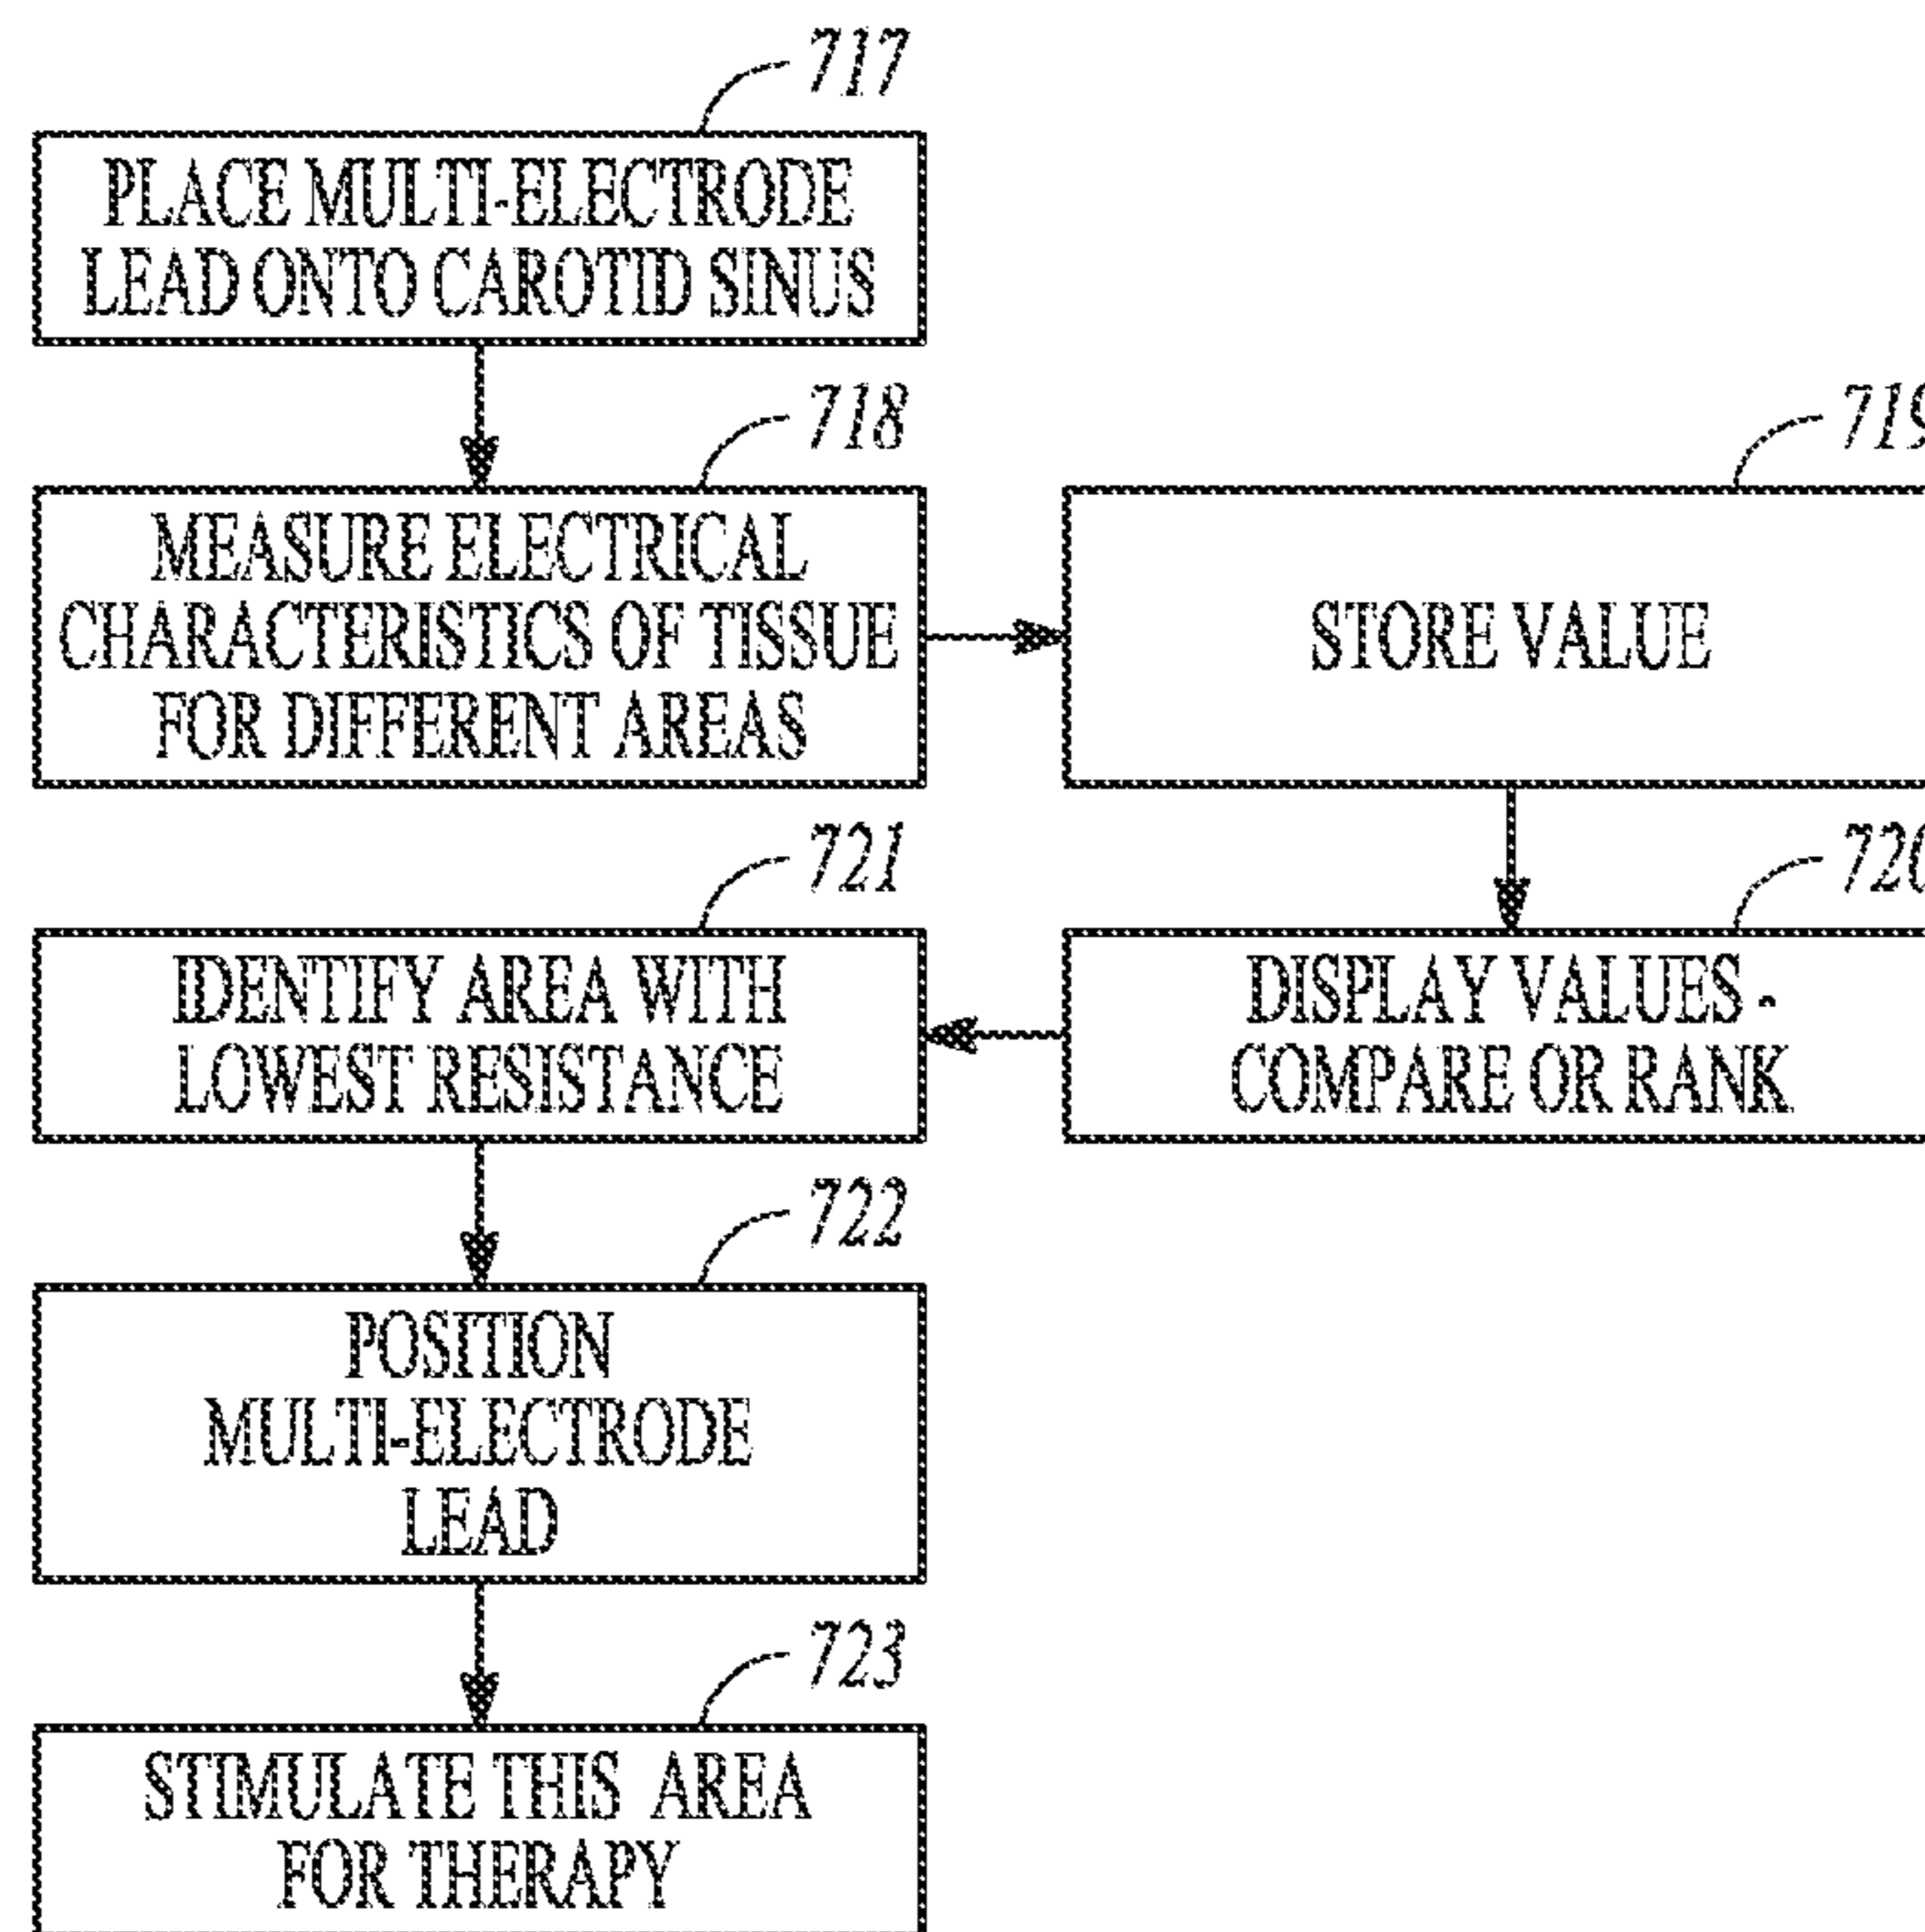 717
PLACE MULTI-ELECTRODE
LEAD ONTO CAROTID SINUS
718
MEASURE ELECTRICAL
CHARACTERISTICS OF TISSUE
FOR DIFFERENT AREAS
719
STORE VALUE
720
DISPLAY VALUES -
COMPARE OR RANK
721
IDENTIFY AREA WITH
LOWEST RESISTANCE
722
POSITION
MULTI-ELECTRODE
LEAD
723
STIMULATE THIS AREA
FOR THERAPY